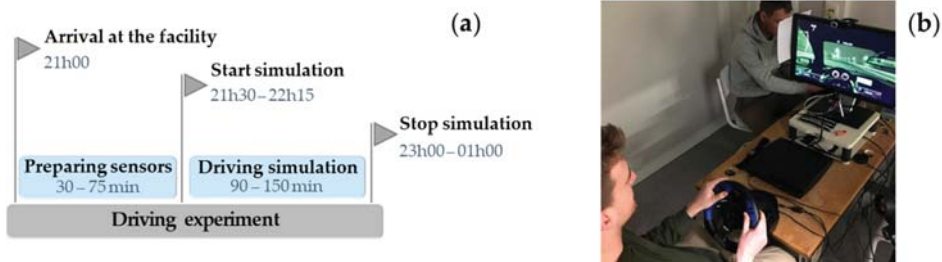 (a)
Arrival at the facility
21h00
Start simulation
21h30 – 22h15
Stop simulation
23h00 – 01h00
Preparing sensors
30 – 75 min
Driving simulation
90 – 150 min
Driving experiment
(b)